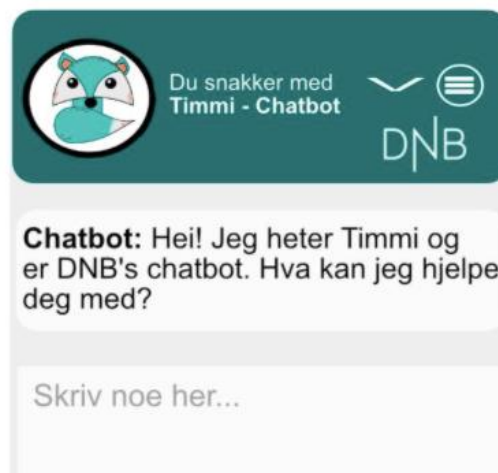 Du snakker med
Timmi - Chatbot
DNB
Chatbot: Hei! Jeg heter Timmi og
er DNB's chatbot. Hva kan jeg hjelpe
deg med?
Skriv noe her...